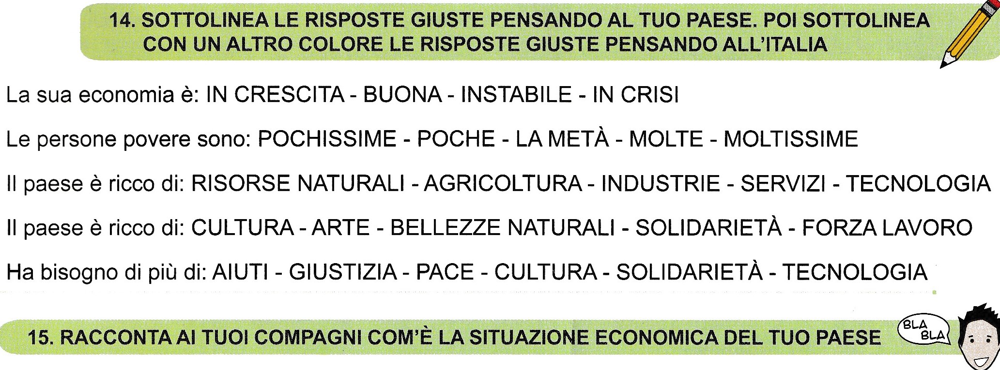 14. SOTTOLINEA LE RISPOSTE GIUSTE PENSANDO AL TUO PAESE. POI SOTTOLINEA
CON UN ALTRO COLORE LE RISPOSTE GIUSTE PENSANDO ALL'ITALIA
La sua economia è: IN CRESCITA - BUONA - INSTABILE - IN CRISI
Le persone povere sono: POCHISSIME - POCHE - LA METÀ - MOLTE - MOLTISSIME
Il paese è ricco di: RISORSE NATURALI - AGRICOLTURA - INDUSTRIE - SERVIZI - TECNOLOGIA
Il paese è ricco di: CULTURA - ARTE - BELLEZZE NATURALI - SOLIDARIETÀ - FORZA LAVORO
Ha bisogno di più di: AIUTI - GIUSTIZIA - PACE - CULTURA - SOLIDARIETÀ - TECNOLOGIA
15. RACCONTA AI TUOI COMPAGNI COM'È LA SITUAZIONE ECONOMICA DEL TUO PAESE
BLA
BLA